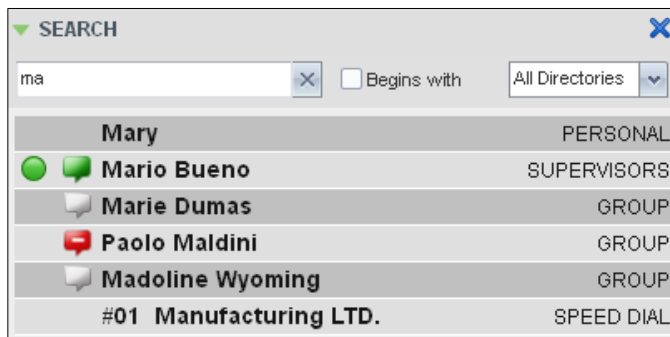 SEARCH
ma Begins with All Directories
Mary PERSONAL
Mario Bueno SUPERVISORS
Marie Dumas GROUP
Paolo Maldini GROUP
Madoline Wyoming GROUP
#01 Manufacturing LTD. SPEED DIAL